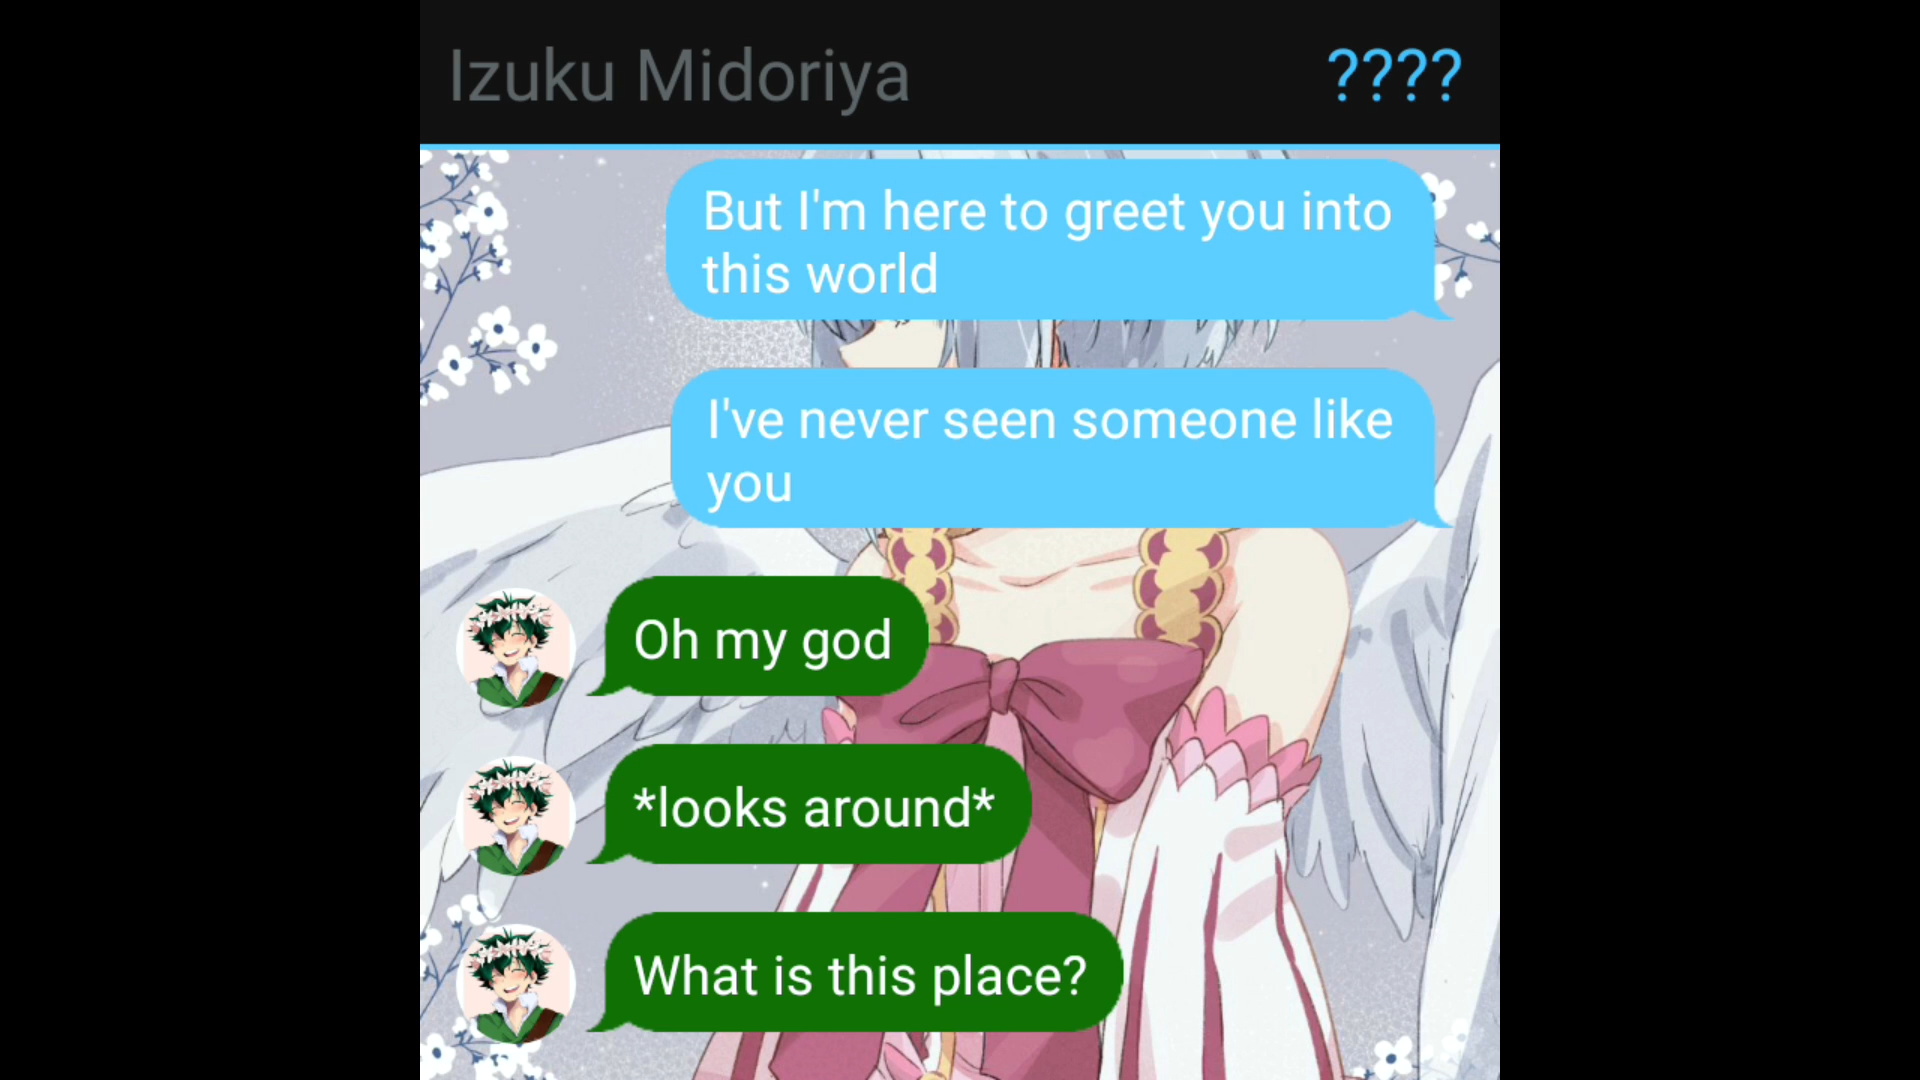 Izuku Midoriya ????
But I'm here to greet you into
this world
I've never seen someone like
you
Oh my god
*looks around*
What is this place?